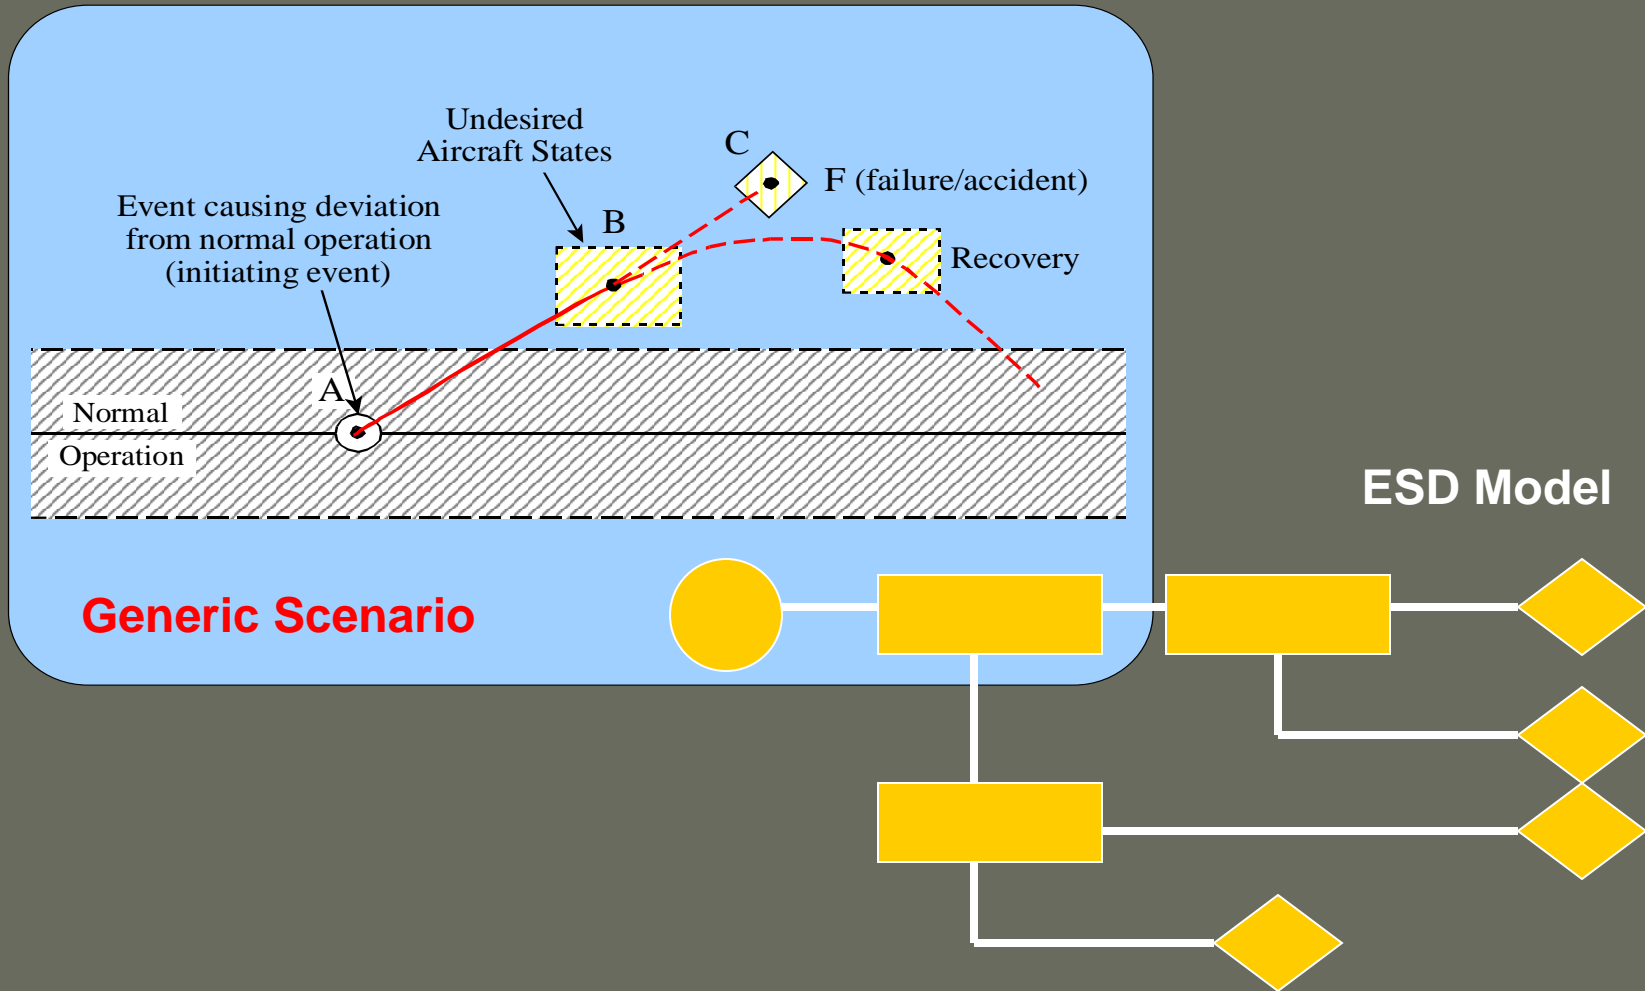 Undesired
Aircraft States
C
F (failure/accident)
Event causing deviation
from normal operation
(initiating event)
B
Recovery
A
Normal
Operation
ESD Model
Generic Scenario